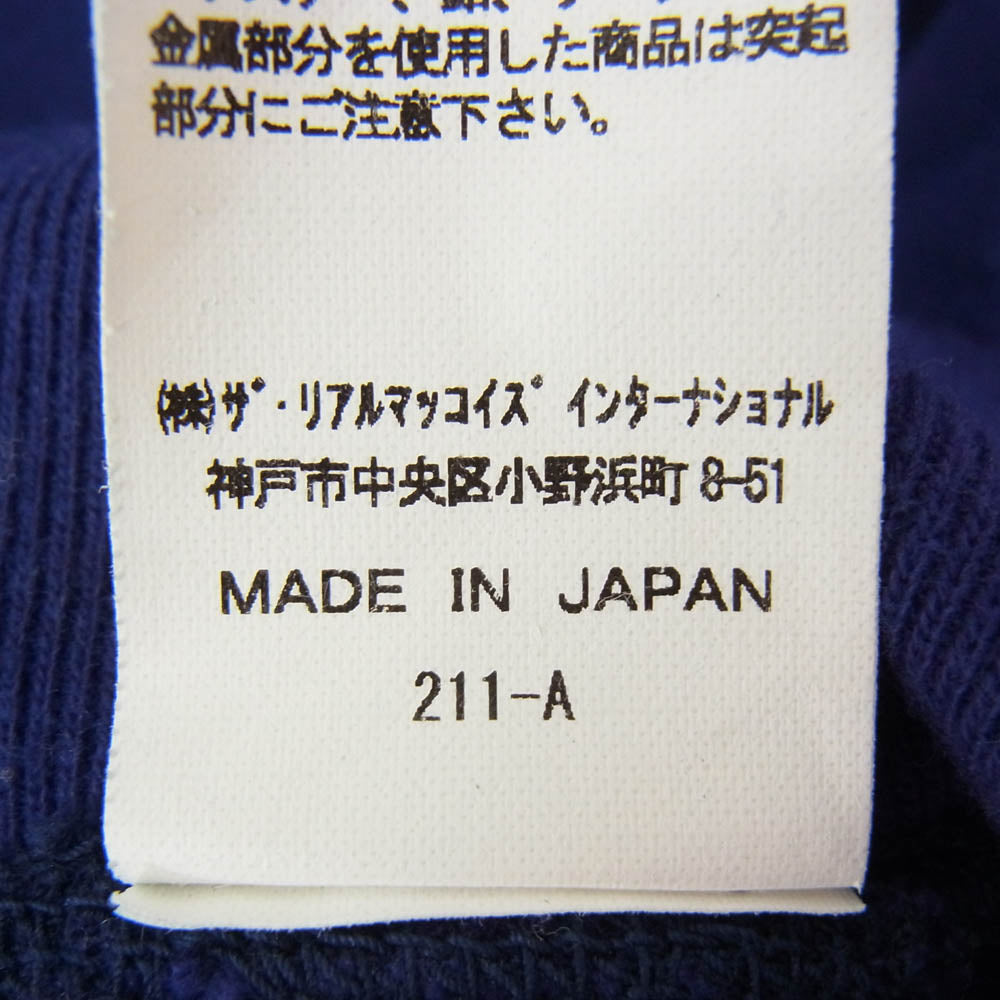 金属部分を使用した商品は突起
部分にご注意下さい。
(株)ザ・リアルマッコイズ インターナショナル
神戸市中央区小野浜町8-51
MADE IN JAPAN
211-A